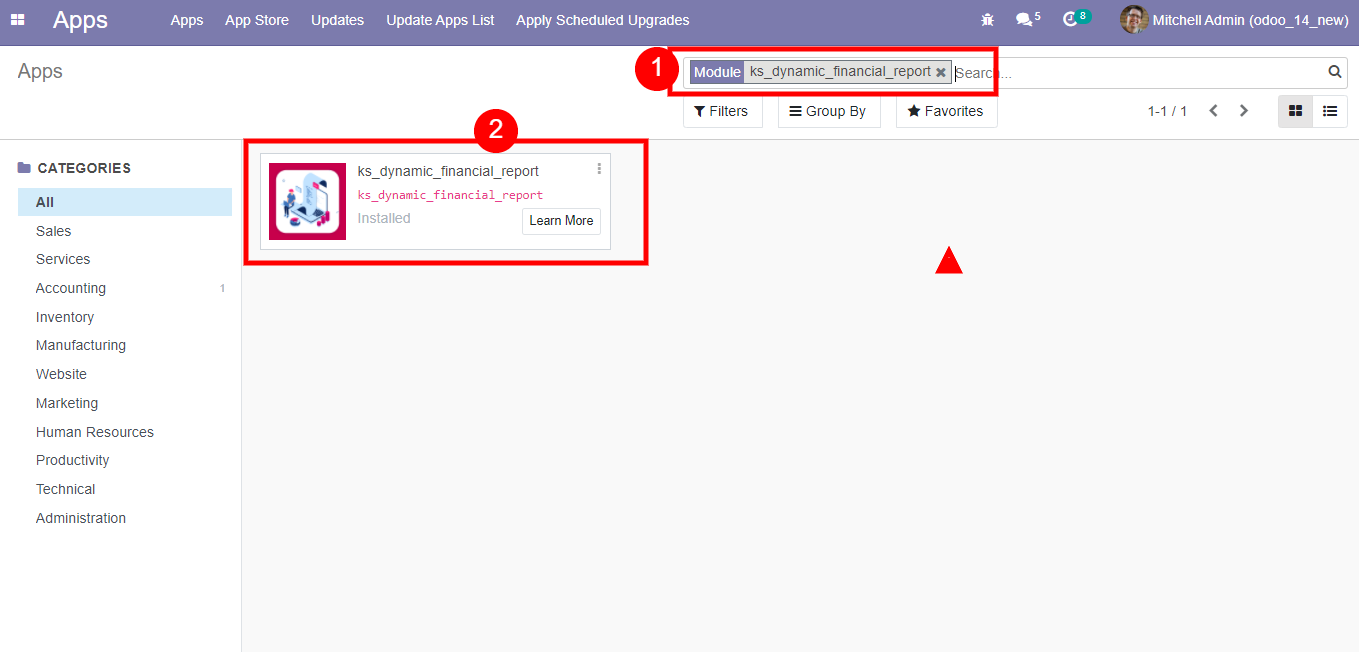 Apps Apps App Store Updates Update Apps List Apply Scheduled Upgrades 5 8 Mitchell Admin (odoo_14_new)
Apps
1
Module ks_dynamic_financial_report Search...
Filters Group By Favorites 1-1 / 1
2
CATEGORIES
All
Sales
Services
Accounting 1
Inventory
Manufacturing
Website
Marketing
Human Resources
Productivity
Technical
Administration
ks_dynamic_financial_report
ks_dynamic_financial_report
Installed
Learn More